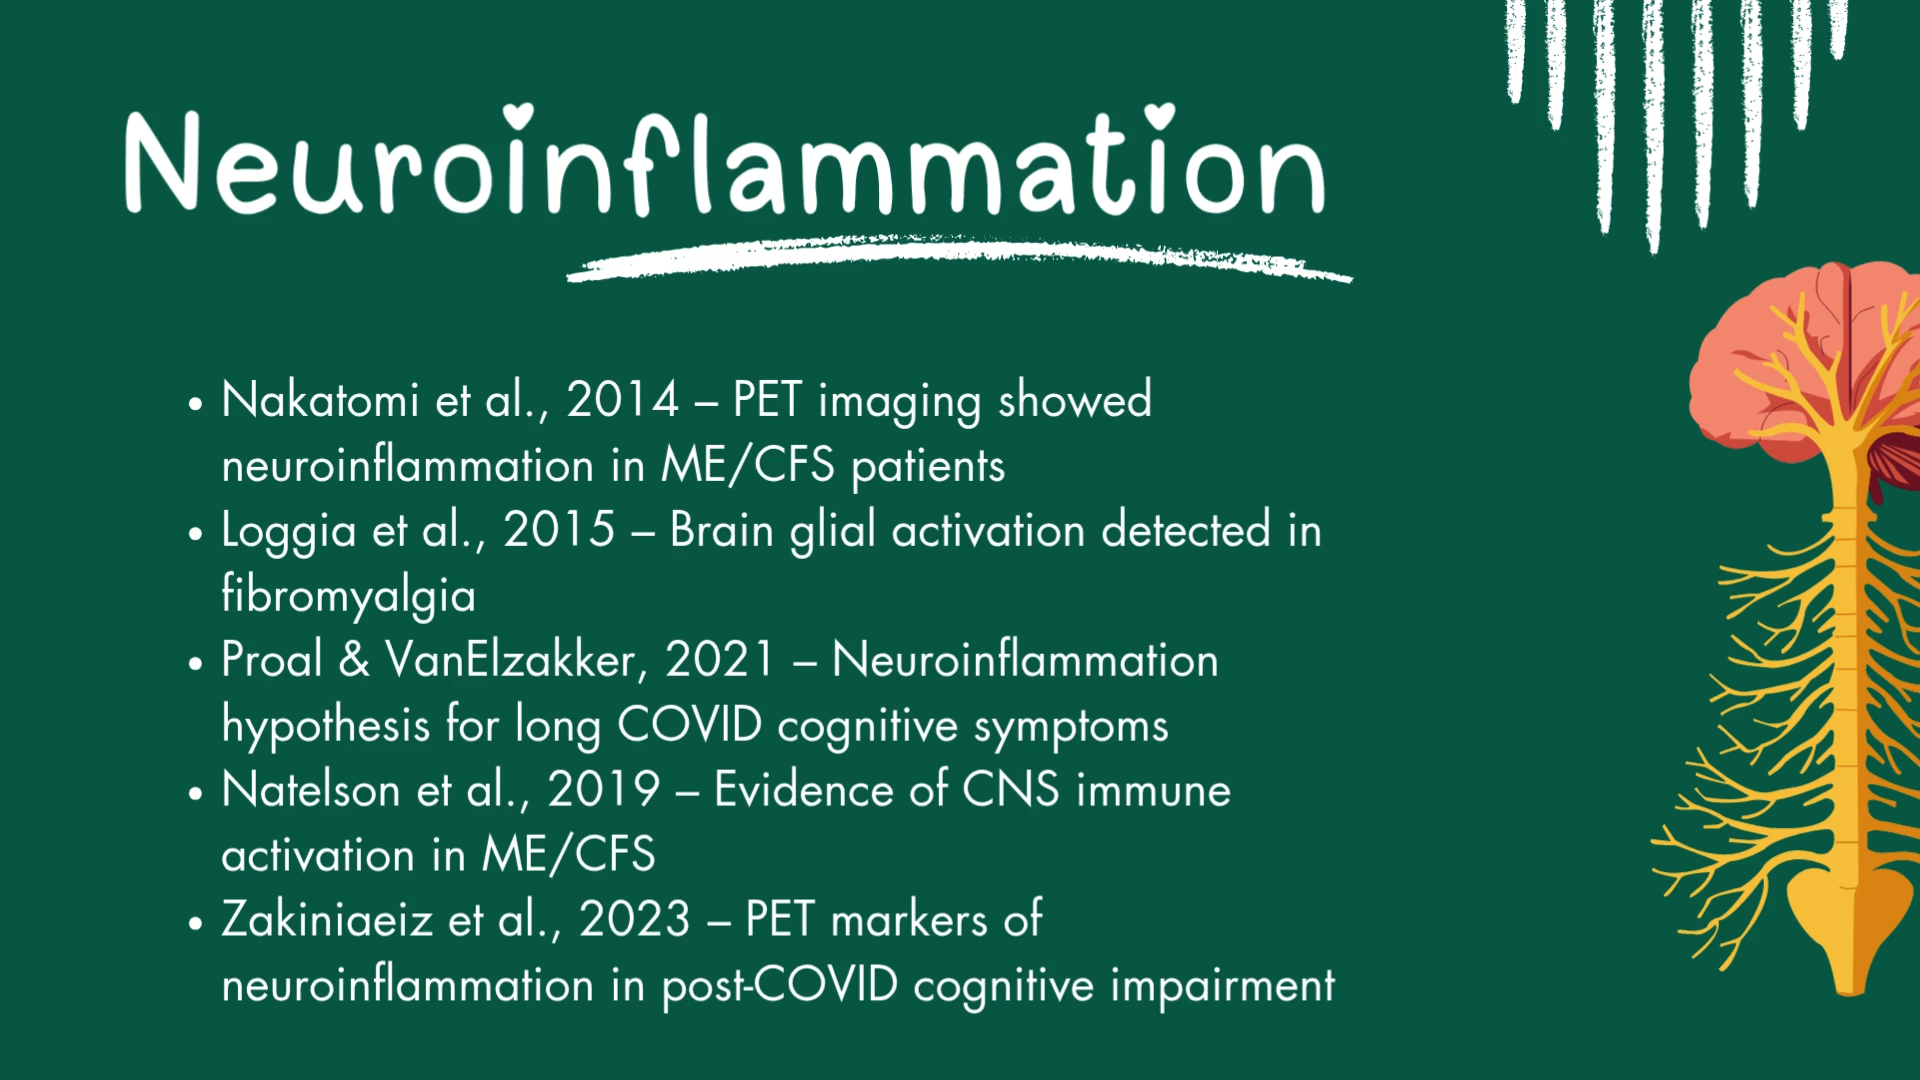 Neuroinflammation
• Nakatomi et al., 2014 – PET imaging showed
neuroinflammation in ME/CFS patients
• Loggia et al., 2015 – Brain glial activation detected in
fibromyalgia
• Proal & VanElzakker, 2021 – Neuroinflammation
hypothesis for long COVID cognitive symptoms
• Natelson et al., 2019 – Evidence of CNS immune
activation in ME/CFS
• Zakiniaeiz et al., 2023 – PET markers of
neuroinflammation in post-COVID cognitive impairment